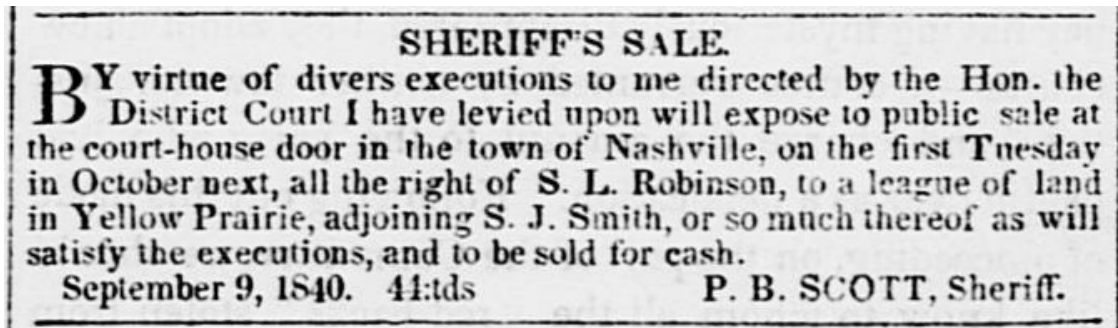 SHERIFF'S SALE.
BY virtue of divers executions to me directed by the Hon. the
District Court I have levied upon will expose to public sale at
the court-house door in the town of Nashville, on the first Tuesday
in October next, all the right of S. L. Robinson, to a league of land
in Yellow Prairie, adjoining S. J. Smith, or so much thereof as will
satisfy the executions, and to be sold for cash.
September 9, 1840. 44:tds P. B. SCOTT, Sheriff.